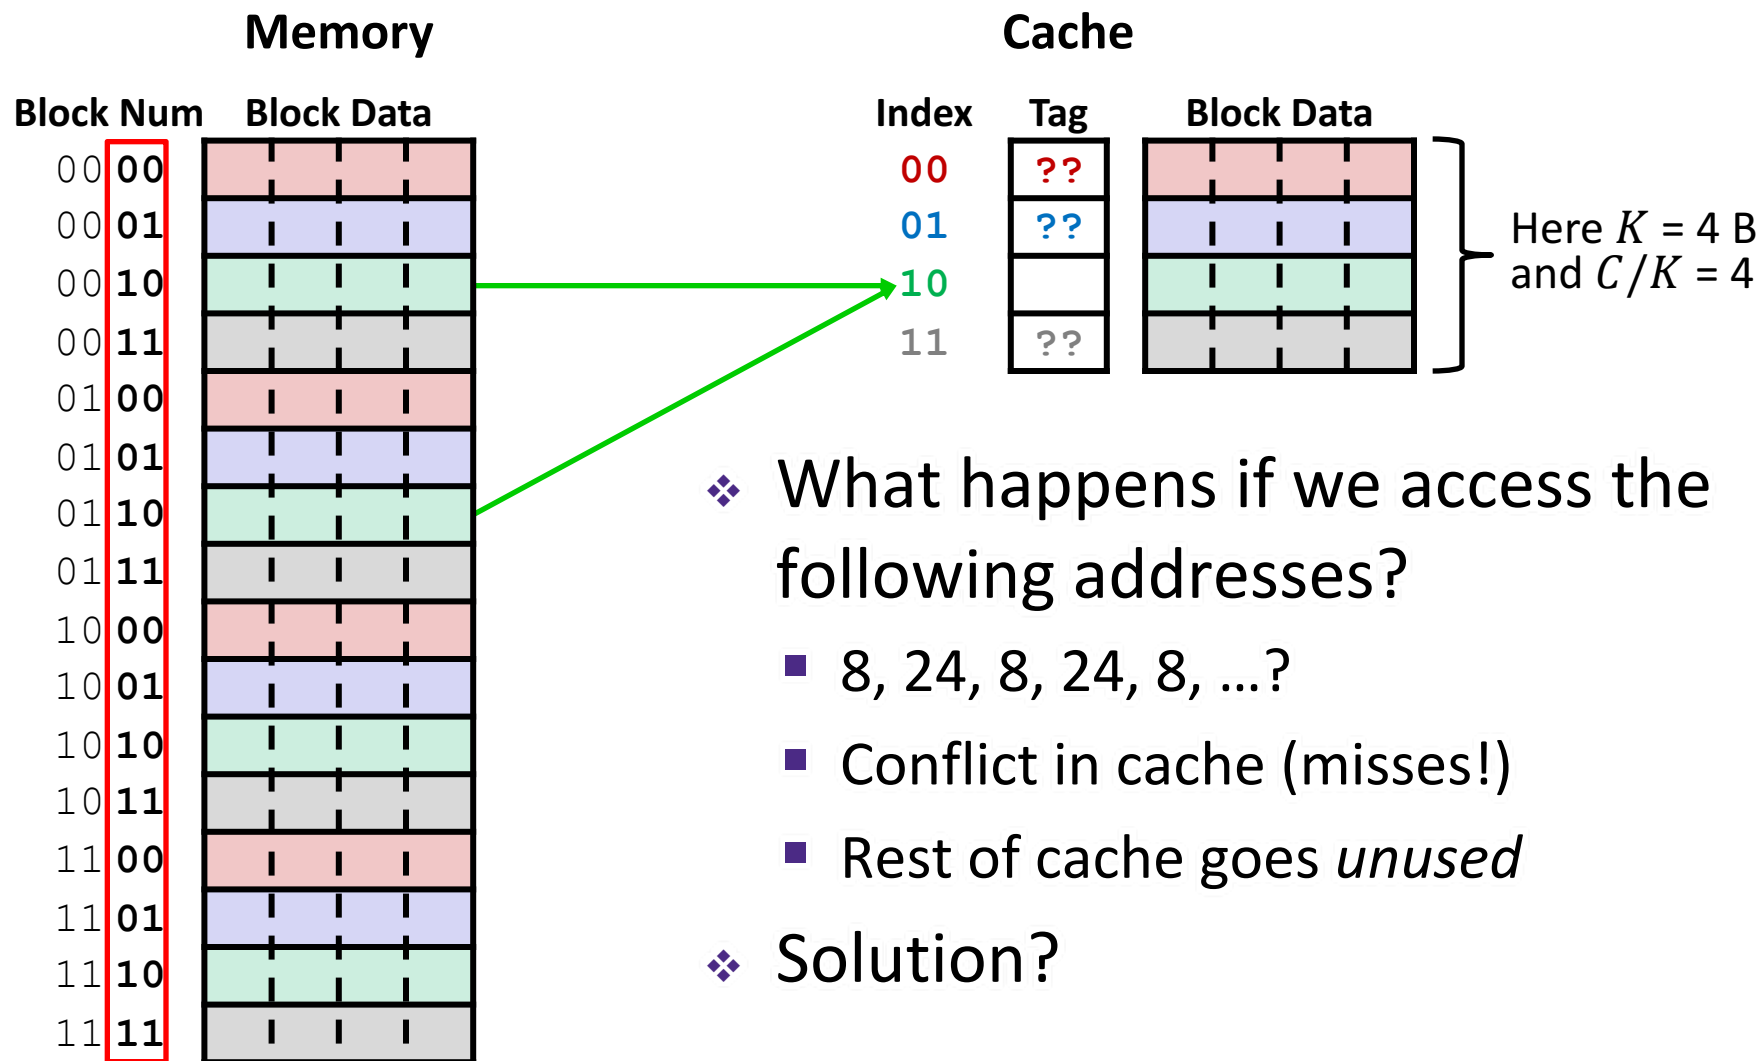 Memory
Block Num Block Data
00 00
00 01
00 10
00 11
01 00
01 01
01 10
01 11
10 00
10 01
10 10
10 11
11 00
11 01
11 10
11 11
Cache
Index Tag Block Data
00 ??
01 ??
10
11 ??
Here K = 4 B
and C/K = 4
❖ What happens if we access the
following addresses?
▪ 8, 24, 8, 24, 8, …?
▪ Conflict in cache (misses!)
▪ Rest of cache goes unused
❖ Solution?